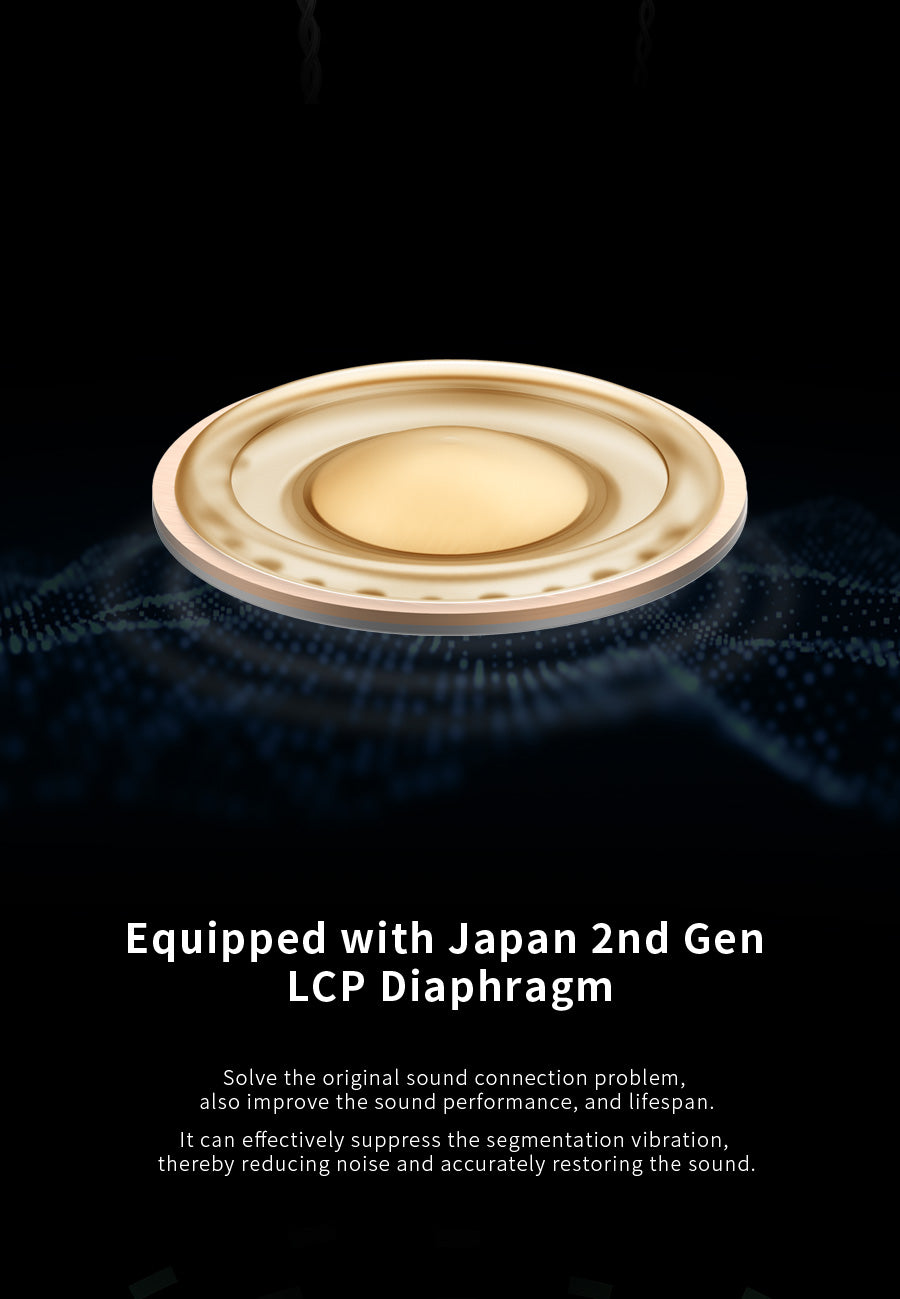 Equipped with Japan 2nd Gen
LCP Diaphragm
Solve the original sound connection problem,
also improve the sound performance, and lifespan.
It can effectively suppress the segmentation vibration,
thereby reducing noise and accurately restoring the sound.